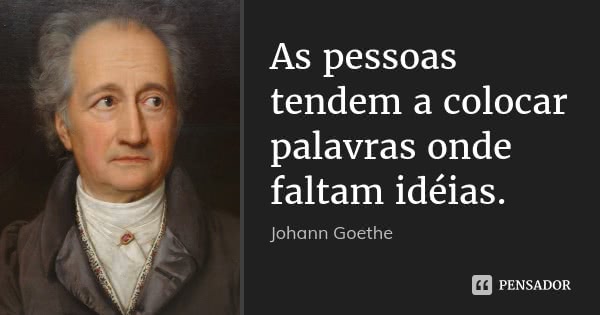 As pessoas
tendem a colocar
palavras onde
faltam idéias.
Johann Goethe
PENSADOR